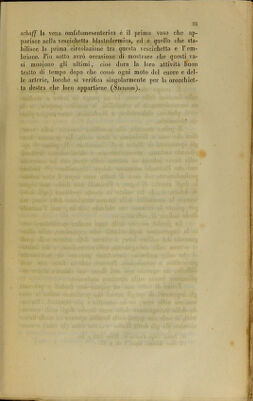 schaff la vena omfalomesenterica è il primo vaso che ap-
parisce nella vescichetta blastodermica, ed è quello che sta-
bilisce la prima circolazione tra questa vescichetta e l'em-
brione. Più sotto avrò occasione di mostrare che questi va-
si muojono gli ultimi, cioè dura la loro attività buon
tratto di tempo dopo che cessò ogni moto del cuore e del-
le arterie, locchè si verifica singolarmente per la orecchiet-
ta destra che loro appartiene (Stenson).